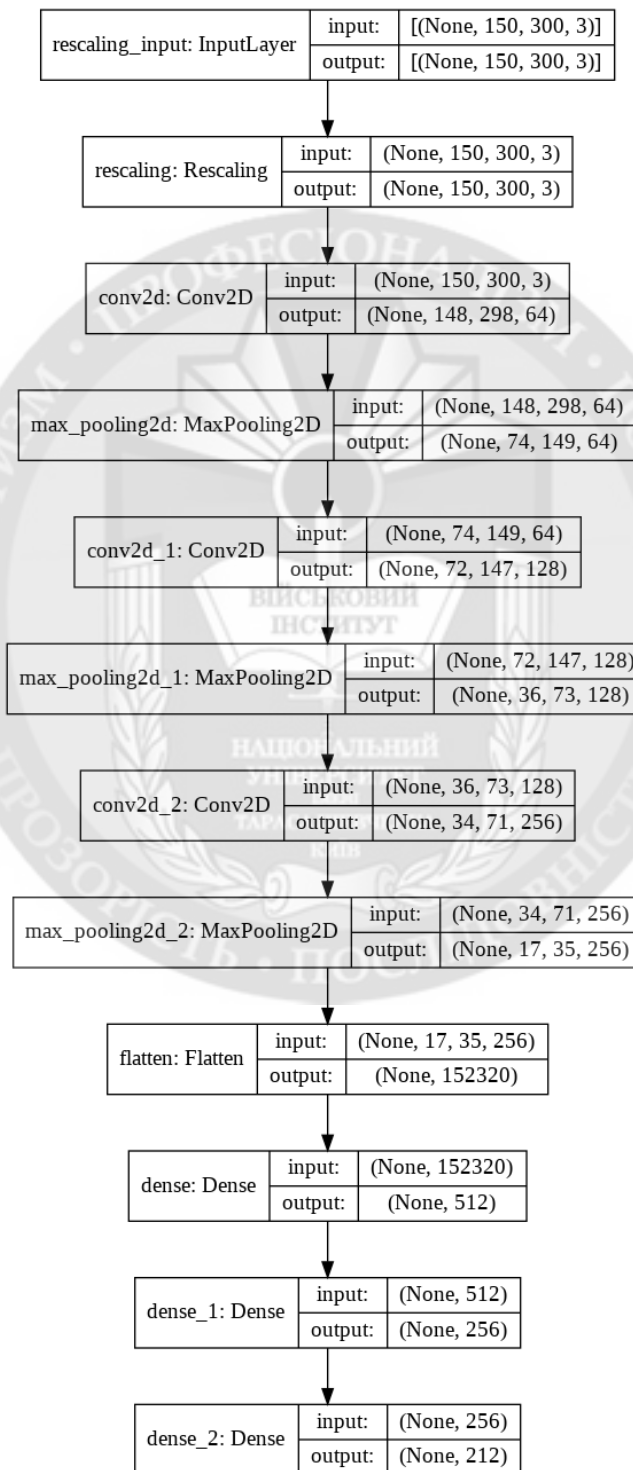 rescaling_input: InputLayer input: [(None, 150, 300, 3)]
output: [(None, 150, 300, 3)]
rescaling: Rescaling input: (None, 150, 300, 3)
output: (None, 150, 300, 3)
conv2d: Conv2D input: (None, 150, 300, 3)
output: (None, 148, 298, 64)
max_pooling2d: MaxPooling2D input: (None, 148, 298, 64)
output: (None, 74, 149, 64)
conv2d_1: Conv2D input: (None, 74, 149, 64)
output: (None, 72, 147, 128)
max_pooling2d_1: MaxPooling2D input: (None, 72, 147, 128)
output: (None, 36, 73, 128)
conv2d_2: Conv2D input: (None, 36, 73, 128)
output: (None, 34, 71, 256)
max_pooling2d_2: MaxPooling2D input: (None, 34, 71, 256)
output: (None, 17, 35, 256)
flatten: Flatten input: (None, 17, 35, 256)
output: (None, 152320)
dense: Dense input: (None, 152320)
output: (None, 512)
dense_1: Dense input: (None, 512)
output: (None, 256)
dense_2: Dense input: (None, 256)
output: (None, 212)
ПРОФЕСІОНАЛІЗМ
ВІЙСЬКОВИЙ
ІНСТИТУТ
НАЦІОНАЛЬНИЙ
КИЇВ